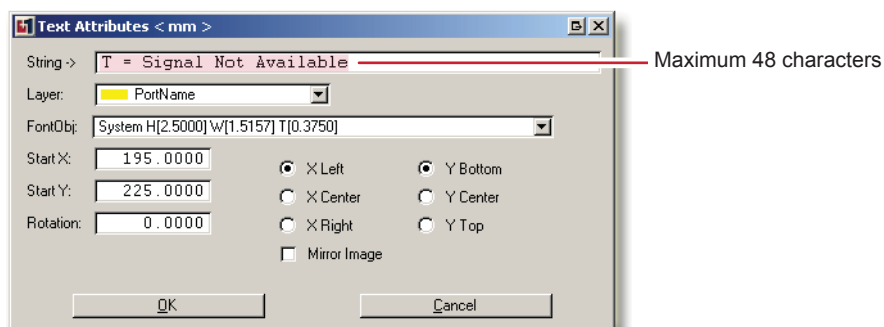 Text Attributes < mm >
String -> T = Signal Not Available
Maximum 48 characters
Layer: PortName
FontObj: System H[2.5000] W[1.5157] T[0.3750]
Start X: 195.0000
X Left Y Bottom
Start Y: 225.0000
X Center Y Center
Rotation: 0.0000
X Right Y Top
Mirror Image
OK Cancel